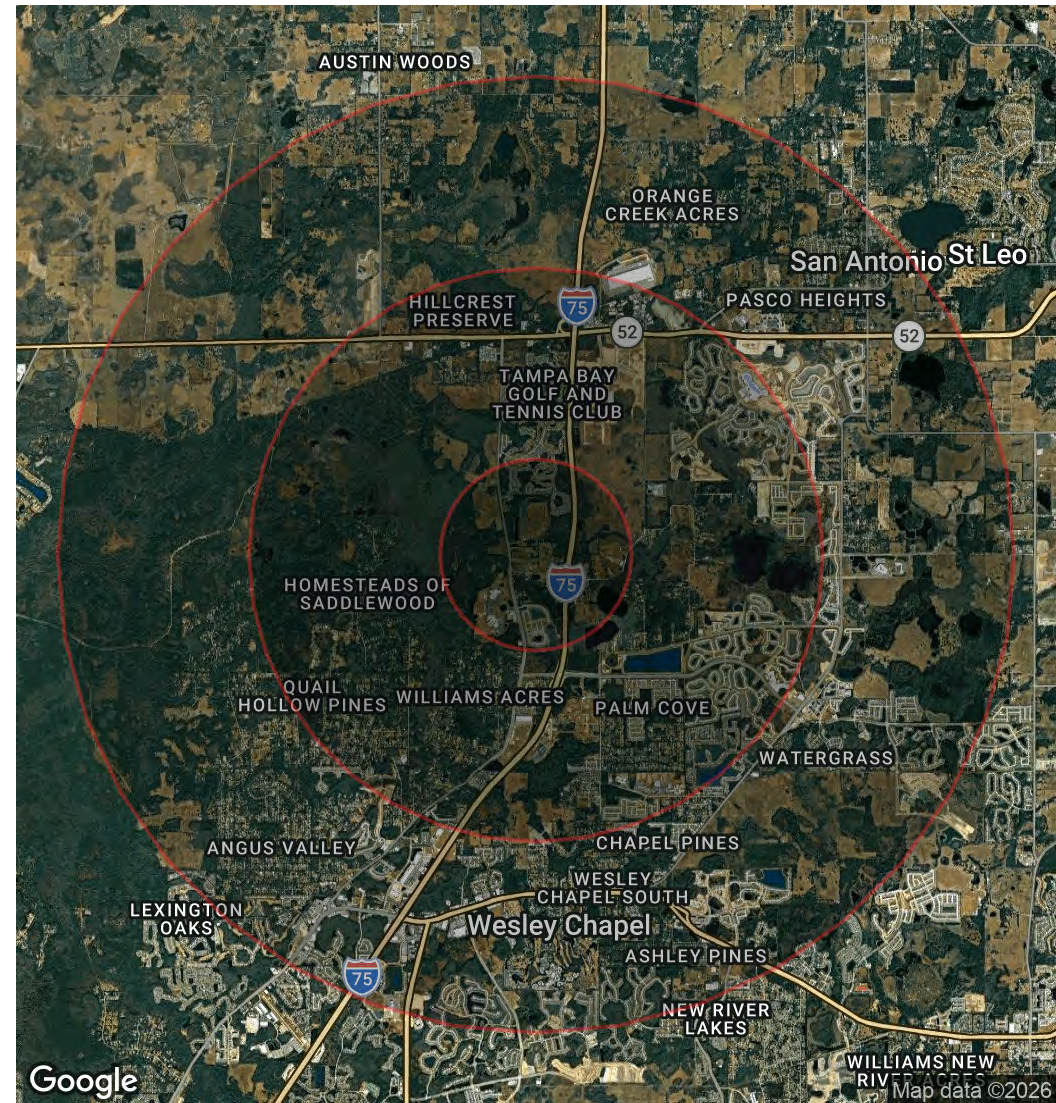 AUSTIN WOODS
ORANGE
CREEK ACRES
San Antonio
St Leo
HILLCREST
PRESERVE
75
PASCO HEIGHTS
52
52
TAMPA BAY
GOLF AND
TENNIS CLUB
75
HOMESTEADS OF
SADDLEWOOD
QUAIL
HOLLOW PINES
WILLIAMS ACRES
PALM COVE
WATERGRASS
ANGUS VALLEY
CHAPEL PINES
WESLEY
CHAPEL SOUTH
LEXINGTON
OAKS
Wesley Chapel
ASHLEY PINES
75
NEW RIVER
LAKES
WILLIAMS NEW
RIVER ACRES
Google
Map data ©2026